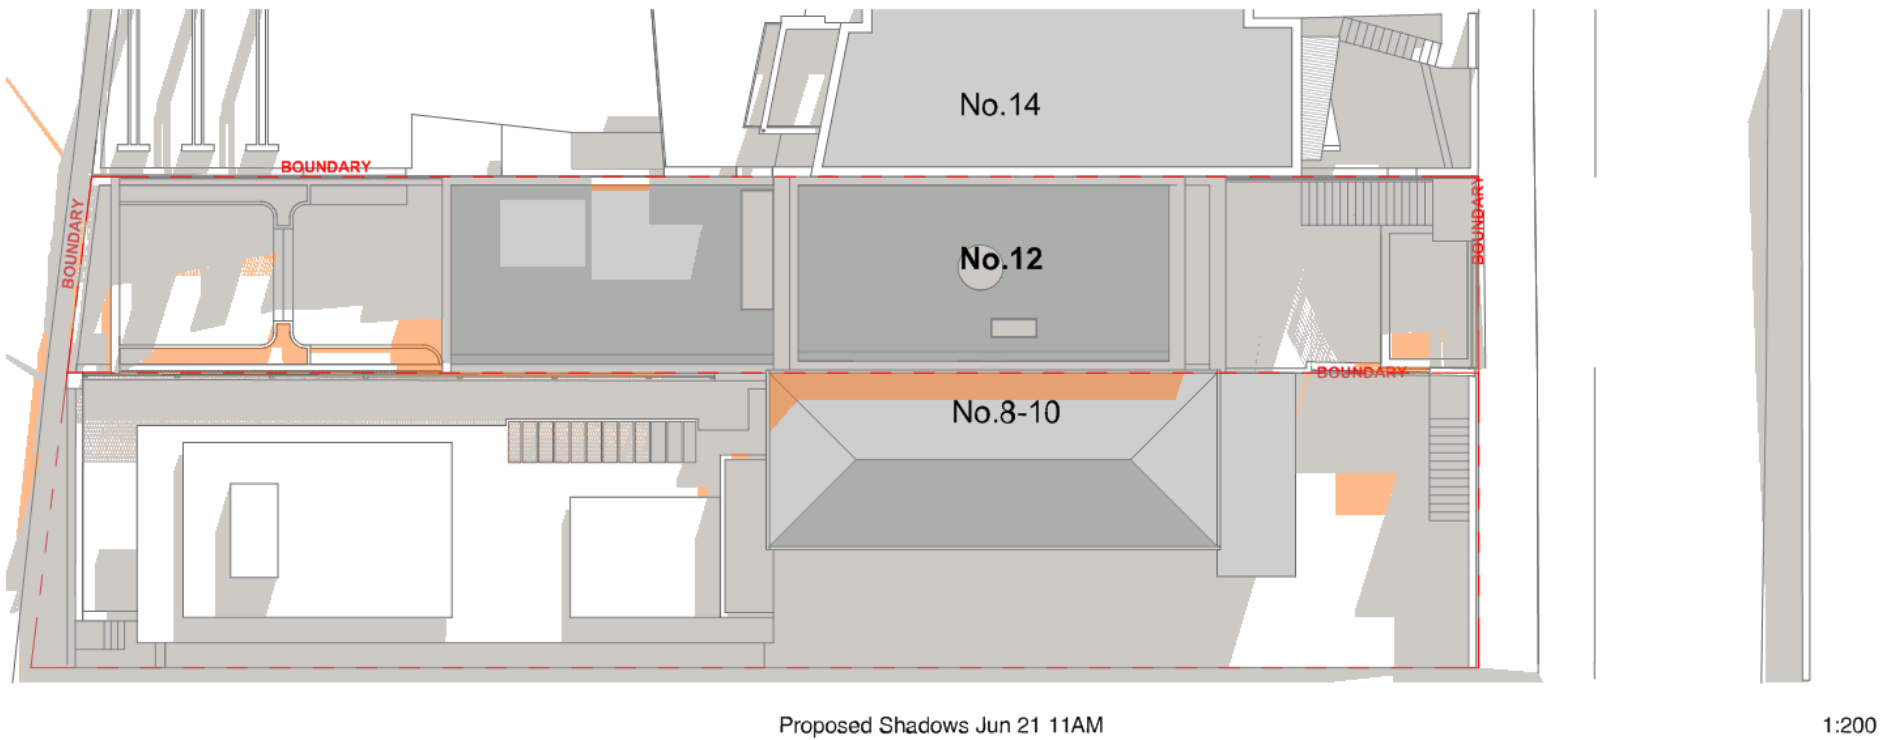 No.14
BOUNDARY
BOUNDARY
BOUNDARY
No.12
BOUNDARY
No.8-10
Proposed Shadows Jun 21 11AM
1:200